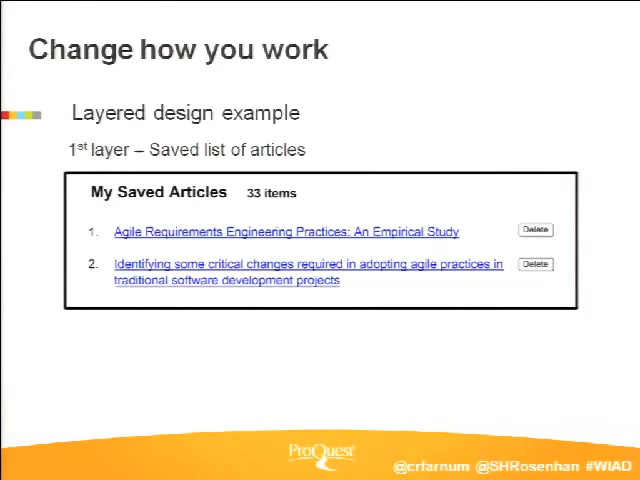 Change how you work
Layered design example
1st layer – Saved list of articles
My Saved Articles 33 items
1. Agile Requirements Engineering Practices: An Empirical Study Delete
2. Identifying some critical changes required in adopting agile practices in Delete
traditional software development projects
ProQuest
@crfarnum @SHRosenhan #WIAD